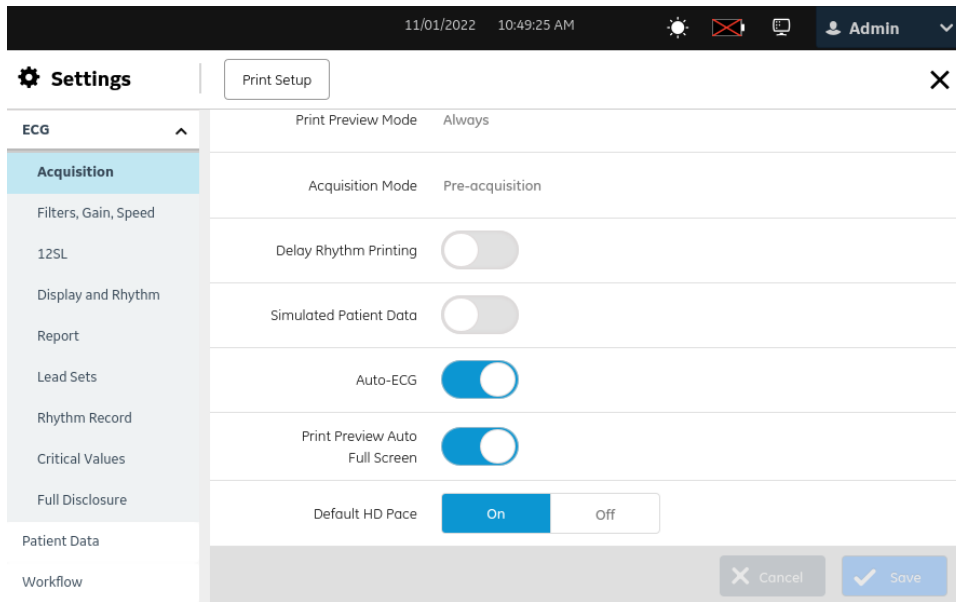 11/01/2022 10:49:25 AM Admin
Settings Print Setup
ECG
Acquisition
Filters, Gain, Speed
12SL
Display and Rhythm
Report
Lead Sets
Rhythm Record
Critical Values
Full Disclosure
Patient Data
Workflow
Print Preview Mode Always
Acquisition Mode Pre-acquisition
Delay Rhythm Printing
Simulated Patient Data
Auto-ECG
Print Preview Auto
Full Screen
Default HD Pace On Off
Cancel Save